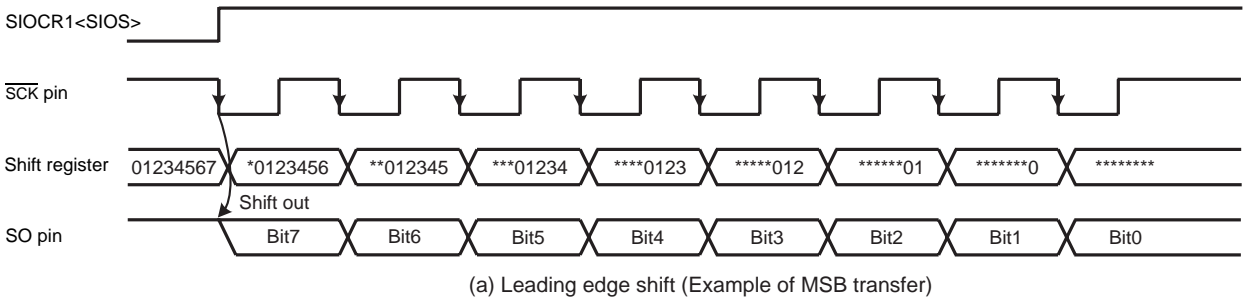 SIOCR1<SIOS>
SCK pin
Shift register 01234567 *0123456 **012345 ***01234 ****0123 *****012 ******01 *******0 ********
Shift out
SO pin Bit7 Bit6 Bit5 Bit4 Bit3 Bit2 Bit1 Bit0
(a) Leading edge shift (Example of MSB transfer)